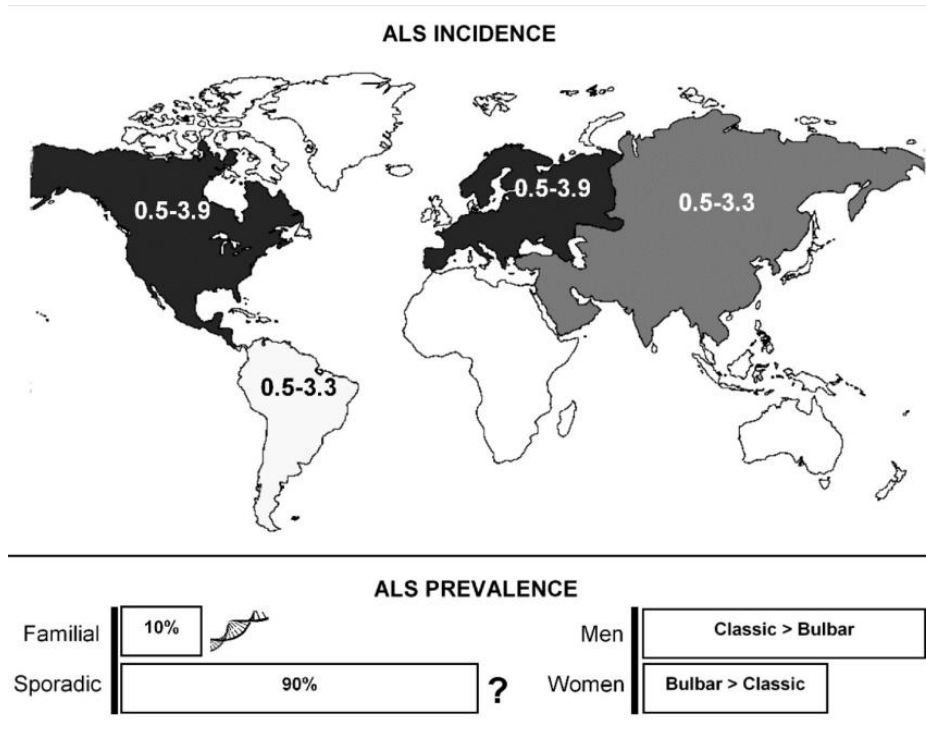 ALS INCIDENCE
0.5-3.9
0.5-3.9
0.5-3.3
0.5-3.3
ALS PREVALENCE
Familial
10%
Sporadic
90%
?
Men
Classic > Bulbar
Women
Bulbar > Classic